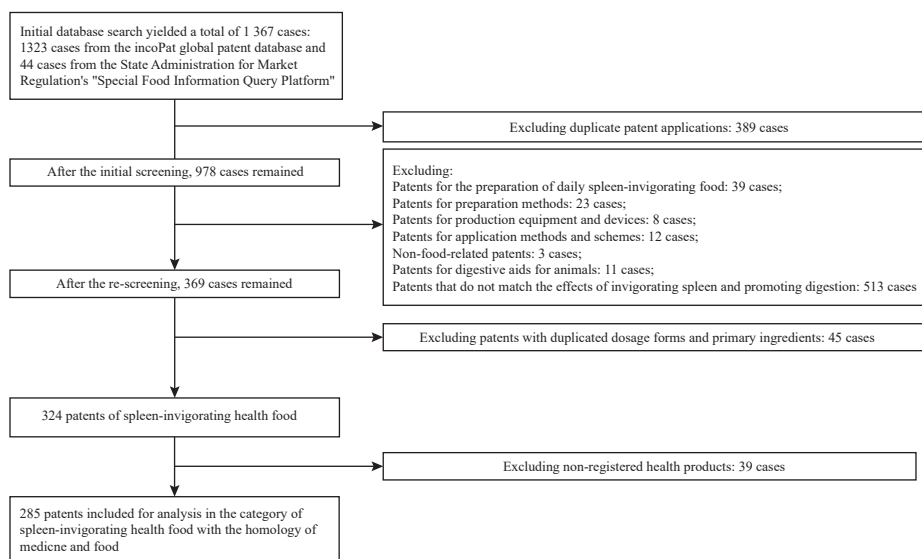 Initial database search yielded a total of 1 367 cases:
1323 cases from the incoPat global patent database and
44 cases from the State Administration for Market
Regulation's "Special Food Information Query Platform"
Excluding duplicate patent applications: 389 cases
After the initial screening, 978 cases remained
Excluding:
Patents for the preparation of daily spleen-invigorating food: 39 cases;
Patents for preparation methods: 23 cases;
Patents for production equipment and devices: 8 cases;
Patents for application methods and schemes: 12 cases;
Non-food-related patents: 3 cases;
Patents for digestive aids for animals: 11 cases;
Patents that do not match the effects of invigorating spleen and promoting digestion: 513 cases
After the re-screening, 369 cases remained
Excluding patents with duplicated dosage forms and primary ingredients: 45 cases
324 patents of spleen-invigorating health food
Excluding non-registered health products: 39 cases
285 patents included for analysis in the category of
spleen-invigorating health food with the homology of
medicne and food